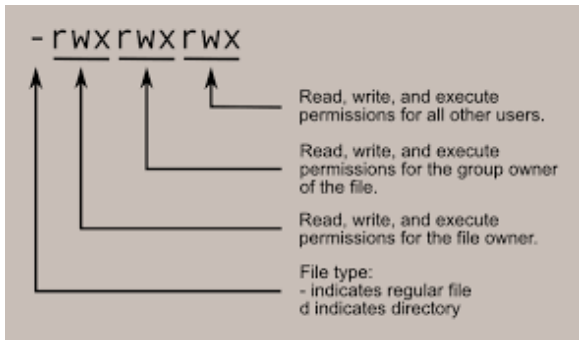 -rwxrwxrwx
Read, write, and execute
permissions for all other users.
Read, write, and execute
permissions for the group owner
of the file.
Read, write, and execute
permissions for the file owner.
File type:
- indicates regular file
d indicates directory